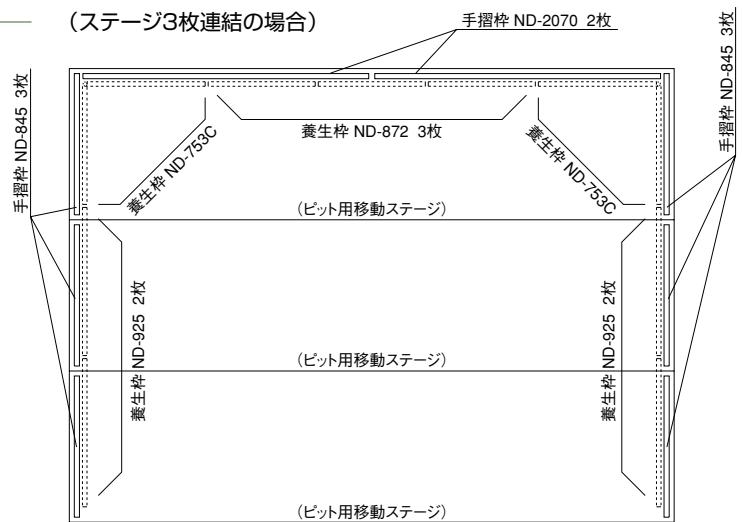 (ステージ3枚連結の場合)
手摺枠 ND-2070 2枚
手摺枠 ND-845 3枚
手摺枠 ND-845 3枚
養生枠 ND-872 3枚
養生枠 ND-753C
養生枠 ND-753C
(ピット用移動ステージ)
養生枠 ND-925 2枚
養生枠 ND-925 2枚
(ピット用移動ステージ)
(ピット用移動ステージ)